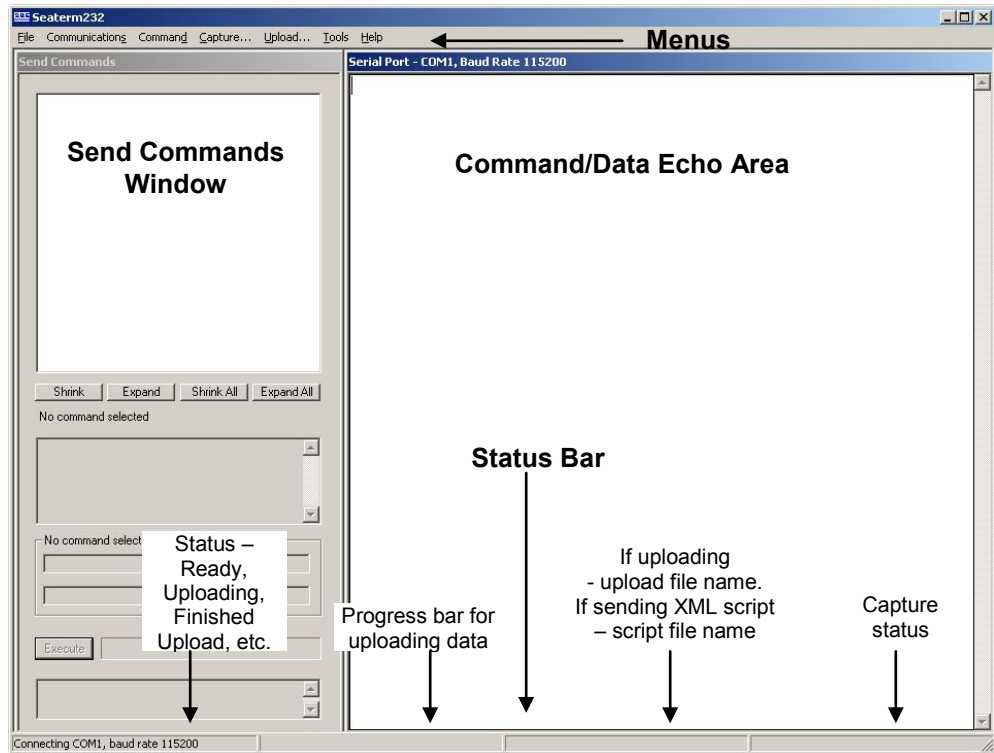 Seaterm232
File Communications Command Capture... Upload... Tools Help
Menus
Send Commands
Serial Port - COM1, Baud Rate 115200
Send Commands
Window
Command/Data Echo Area
Shrink Expand Shrink All Expand All
No command selected
Status Bar
No command select
Status –
Ready,
Uploading,
Finished
Upload, etc.
Progress bar for
uploading data
If uploading
- upload file name.
If sending XML script
– script file name
Capture
status
Execute
Connecting COM1, baud rate 115200